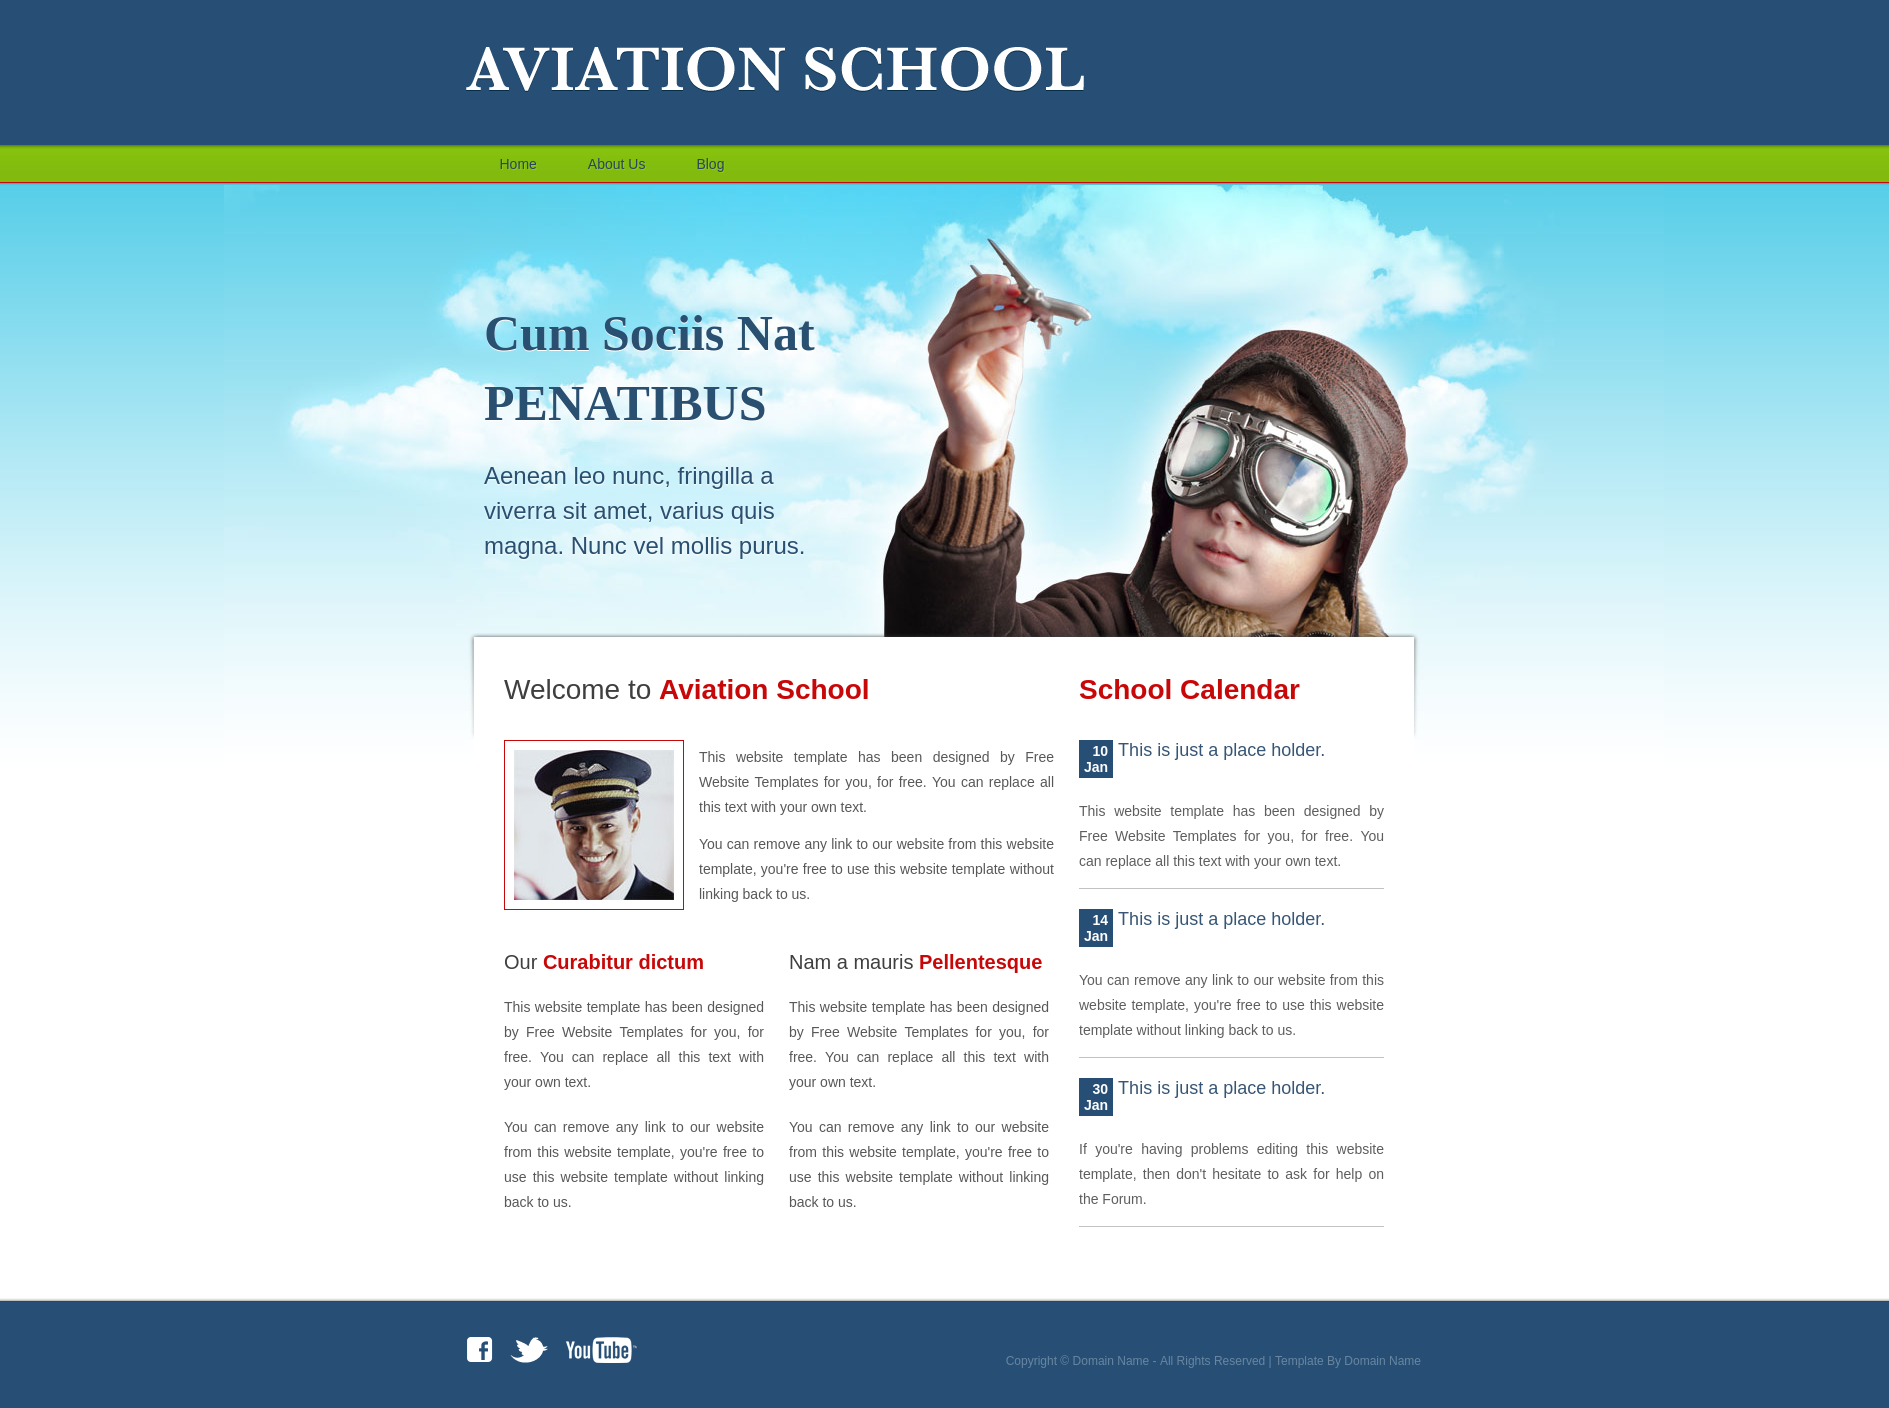 AVIATION SCHOOL
Home
About Us
Blog
Cum Sociis Nat
PENATIBUS
Aenean leo nunc, fringilla a
viverra sit amet, varius quis
magna. Nunc vel mollis purus.
Welcome to Aviation School
This website template has been designed by Free
Website Templates for you, for free. You can replace all
this text with your own text.
You can remove any link to our website from this website
template, you're free to use this website template without
linking back to us.
Our Curabitur dictum
This website template has been designed
by Free Website Templates for you, for
free. You can replace all this text with
your own text.
You can remove any link to our website
from this website template, you're free to
use this website template without linking
back to us.
Nam a mauris Pellentesque
This website template has been designed
by Free Website Templates for you, for
free. You can replace all this text with
your own text.
You can remove any link to our website
from this website template, you're free to
use this website template without linking
back to us.
School Calendar
10
Jan
This is just a place holder.
This website template has been designed by
Free Website Templates for you, for free. You
can replace all this text with your own text.
14
Jan
This is just a place holder.
You can remove any link to our website from this
website template, you're free to use this website
template without linking back to us.
30
Jan
This is just a place holder.
If you're having problems editing this website
template, then don't hesitate to ask for help on
the Forum.
YouTube
Copyright © Domain Name - All Rights Reserved | Template By Domain Name